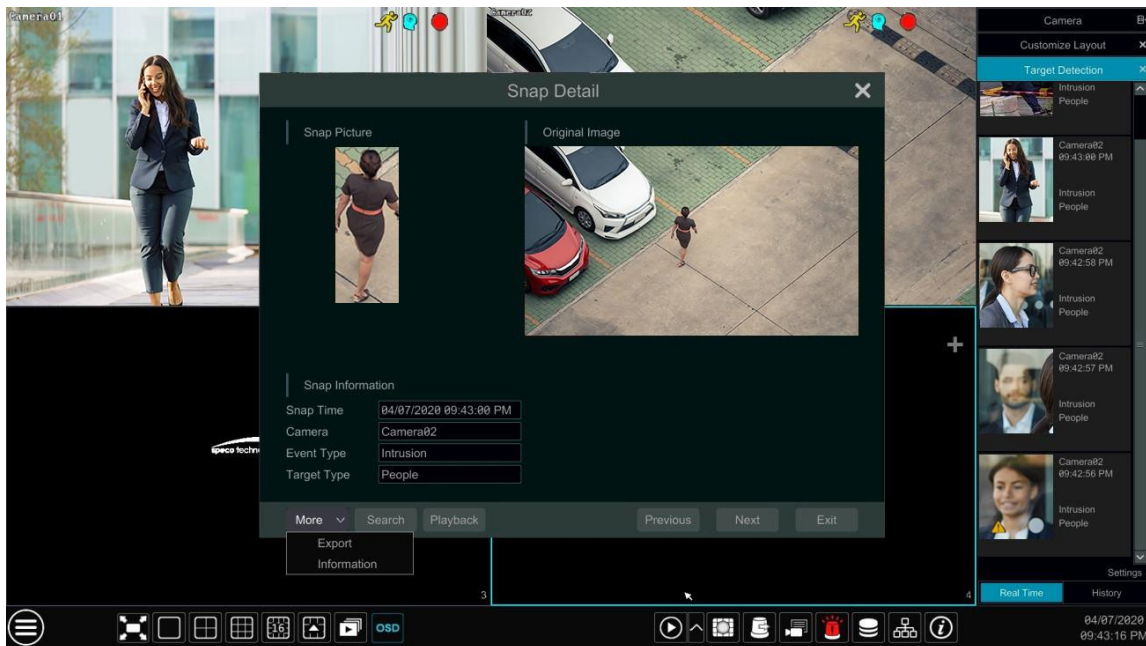 Camera01
Camera02
Camera
Customize Layout
Target Detection
Intrusion
People
Camera02
09:43:00 PM
Intrusion
People
Camera02
09:42:58 PM
Intrusion
People
Camera02
09:42:57 PM
Intrusion
People
Camera02
09:42:56 PM
Intrusion
People
Settings
Real Time
History
Snap Detail
Snap Picture
Original Image
Snap Information
Snap Time
04/07/2020 09:43:00 PM
Camera
Camera02
Event Type
Intrusion
Target Type
People
More
Search
Playback
Previous
Next
Exit
Export
Information
speco techn
3
4
16
OSD
04/07/2020
09:43:16 PM